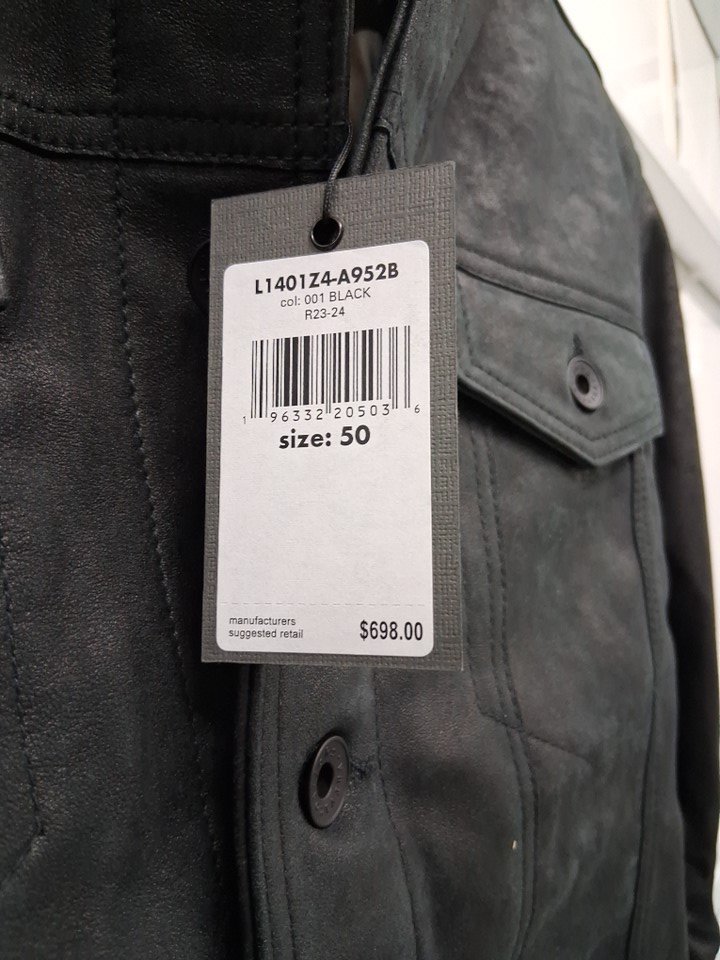 L1401Z4-A952B
col: 001 BLACK
R23-24
1 96332 20503 6
size: 50
manufacturers
suggested retail
$698.00